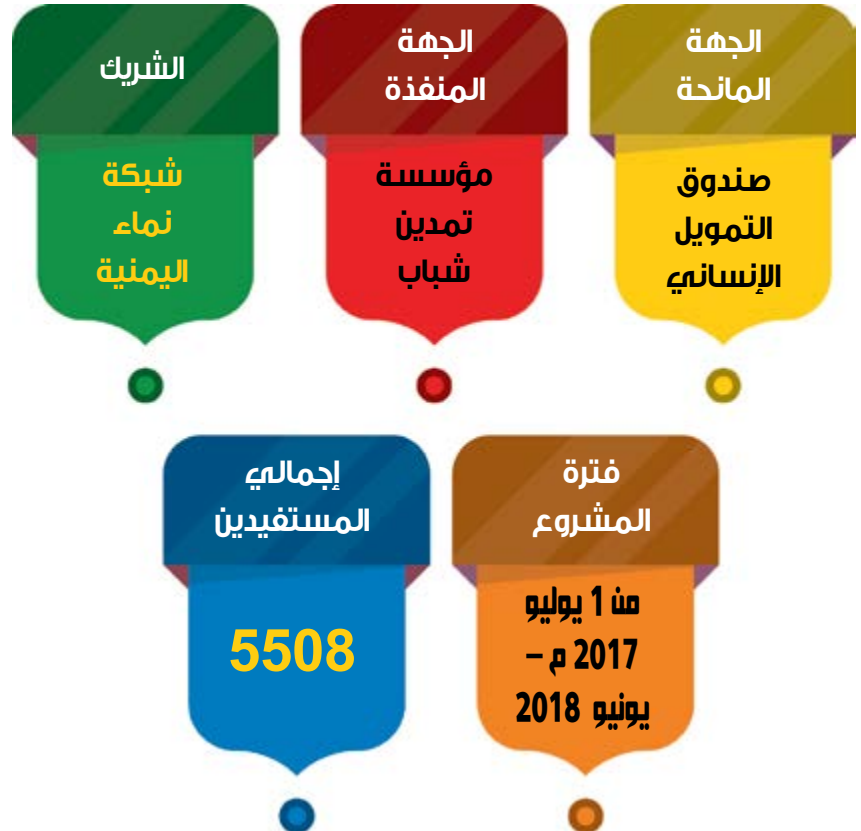 الجهة
المانحة
صندوق
التمويل
الإنساني
الجهة
المنفذة
مؤسسة
تمدين
شباب
الشريك
شبكة
نماء
اليمنية
فترة
المشروع
من 1 يوليو
2017 م –
يونيو 2018
إجمالي
المستفيدين
5508